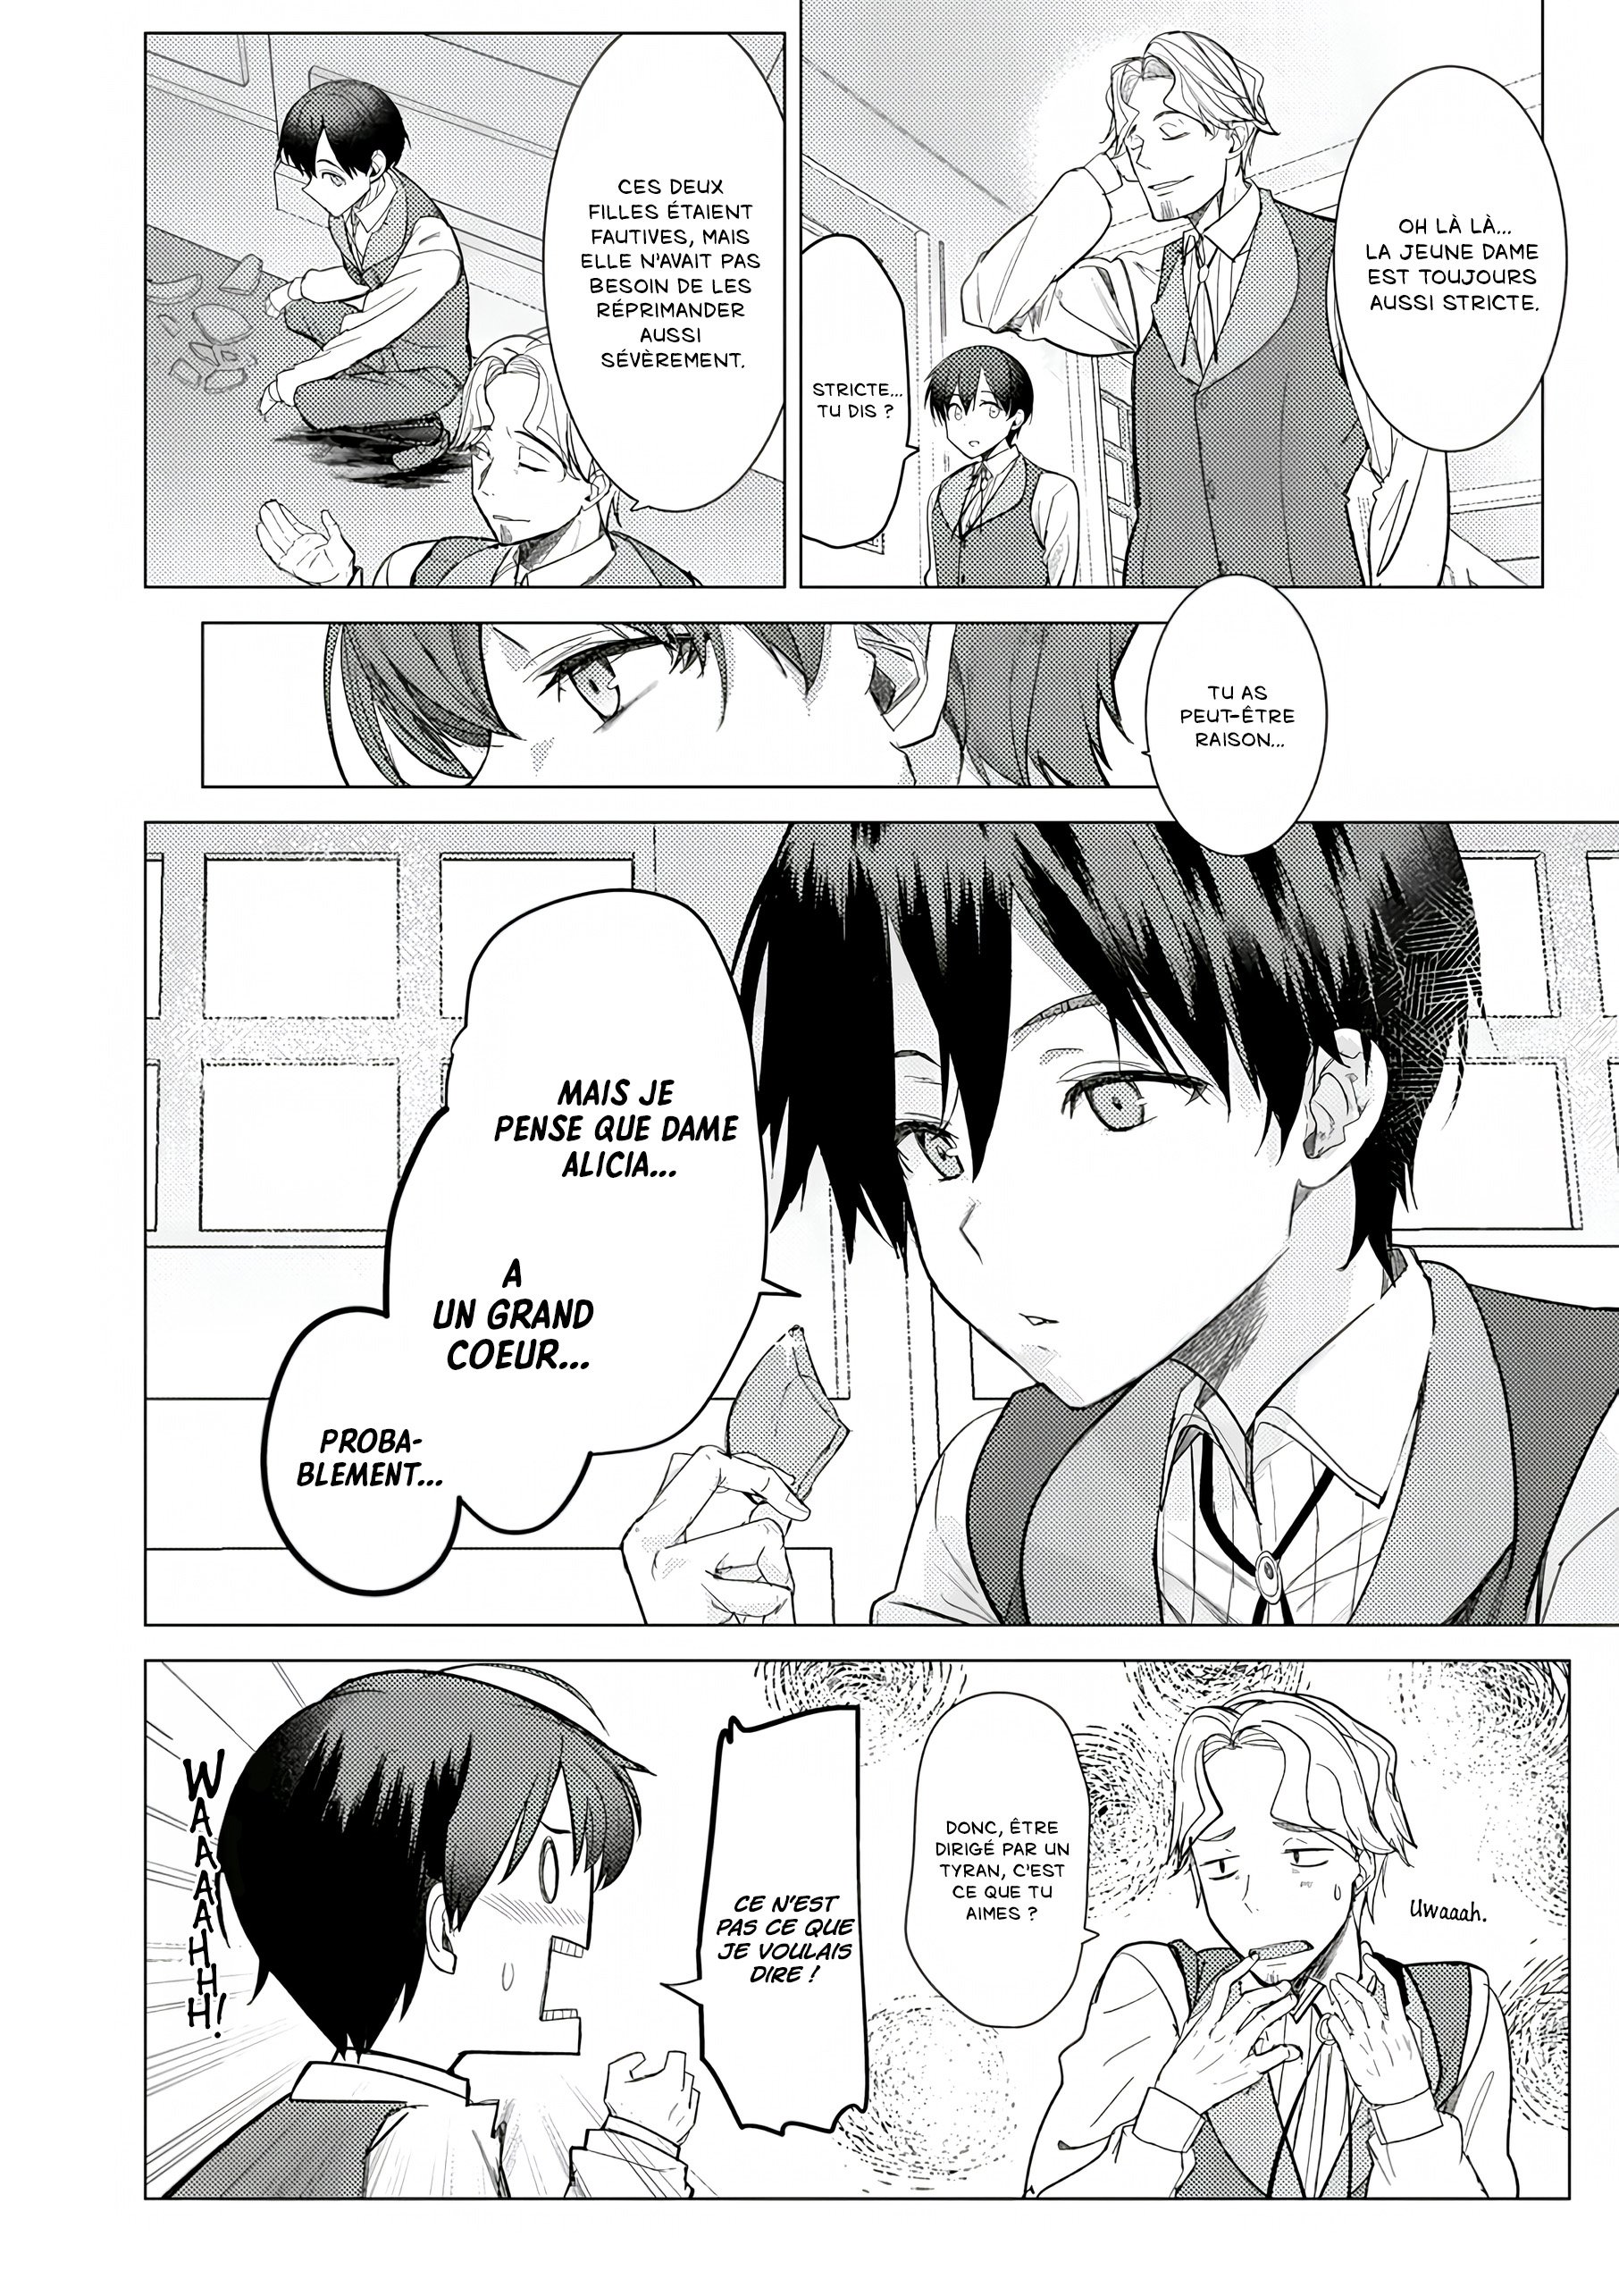 OH LÀ LÀ...
LA JEUNE DAME
EST TOUJOURS
AUSSI STRICTE.
STRICTE...
TU DIS ?
CES DEUX
FILLES ÉTAIENT
FAUTIVES, MAIS
ELLE N'AVAIT PAS
BESOIN DE LES
RÉPRIMANDER
AUSSI
SÉVÈREMENT.
TU AS
PEUT-ÊTRE
RAISON...
MAIS JE
PENSE QUE DAME
ALICIA...
A
UN GRAND
COEUR...
PROBA-
BLEMENT...
DONC, ÊTRE
DIRIGÉ PAR UN
TYRAN, C'EST
CE QUE TU
AIMES ?
Uwaaah.
CE N'EST
PAS CE QUE
JE VOULAIS
DIRE !
WAAAAHHH!